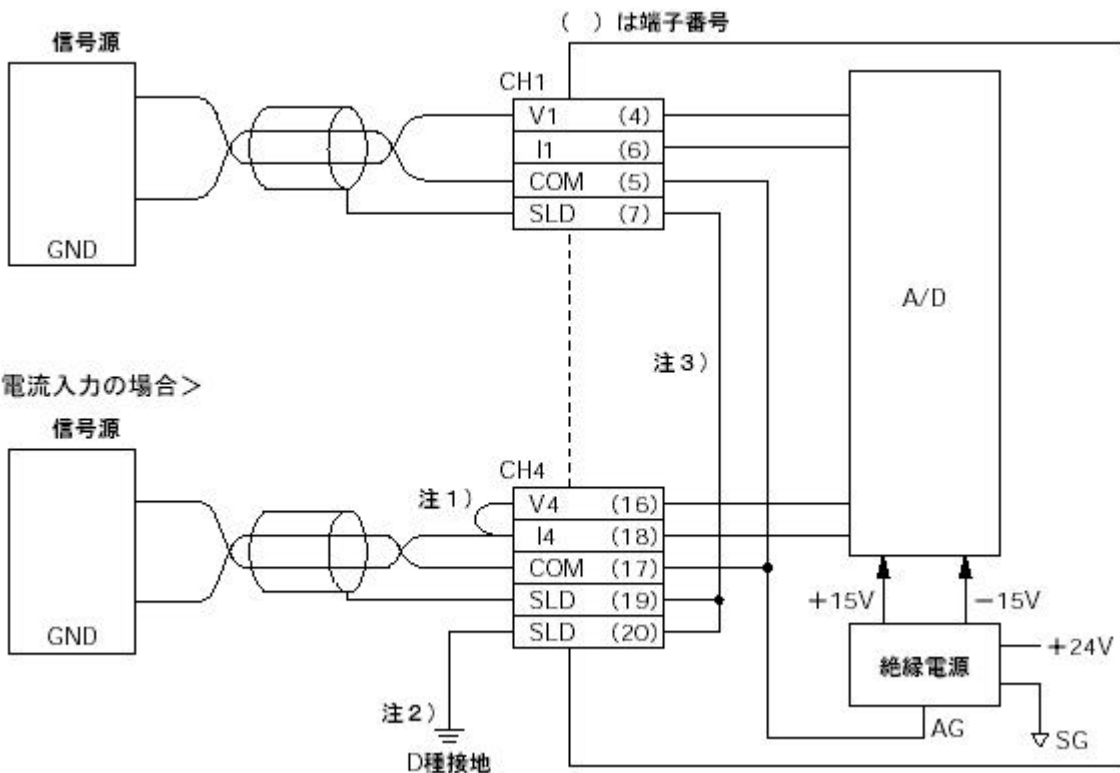 （　）は端子番号
信号源
GND
CH1
V1 （4）
I1 （6）
COM （5）
SLD （7）
A/D
注３）
電流入力の場合＞
信号源
GND
注１）
CH4
V4 （16）
I4 （18）
COM （17）
SLD （19）
SLD （20）
注２）
D種接地
＋15V
－15V
絶縁電源
＋24V
AG
SG